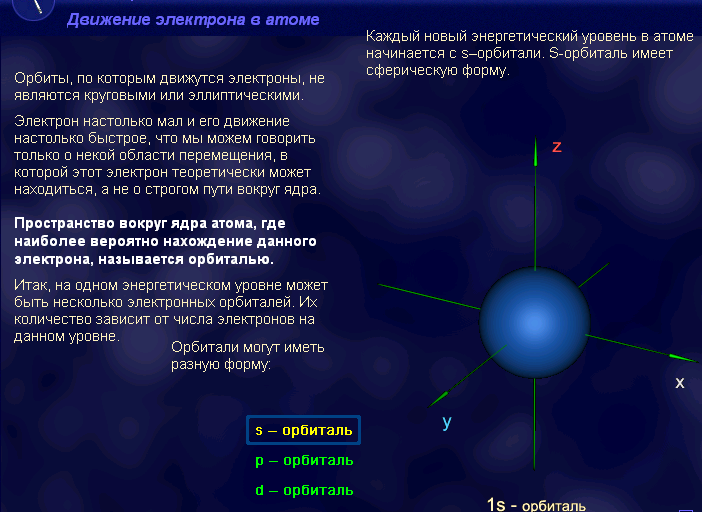 Движение электрона в атоме
Орбиты, по которым движутся электроны, не
являются круговыми или эллиптическими.
Электрон настолько мал и его движение
настолько быстрое, что мы можем говорить
только о некой области перемещения, в
которой этот электрон теоретически может
находиться, а не о строгом пути вокруг ядра.
Пространство вокруг ядра атома, где
наиболее вероятно нахождение данного
электрона, называется орбиталью.
Итак, на одном энергетическом уровне может
быть несколько электронных орбиталей. Их
количество зависит от числа электронов на
данном уровне.
Орбитали могут иметь
разную форму:
s – орбиталь
p – орбиталь
d – орбиталь
Каждый новый энергетический уровень в атоме
начинается с s–орбитали. S-орбиталь имеет
сферическую форму.
z
x
y
1s - орбиталь